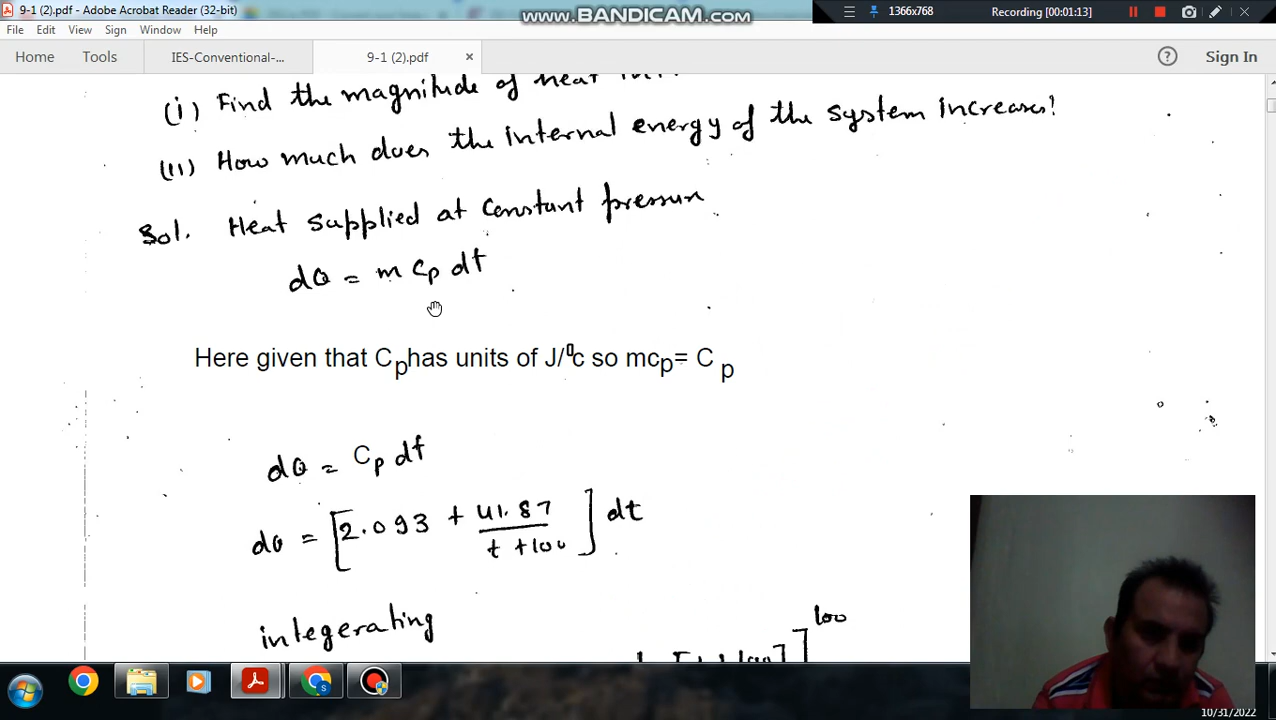 9-1 (2).pdf - Adobe Acrobat Reader (32-bit)
www.BANDICAM.com
1366x768
Recording [00:01:13]
File Edit View Sign Window Help
Home Tools IES-Conventional-... 9-1 (2).pdf × Sign In
(i) Find the magnitude of heat
(ii) How much does the internal energy of the system increases?
Sol. Heat supplied at constant pressure
dQ = m Cp dt
Here given that Cp has units of J/⁰c so mcp = Cp
dQ = Cp dt
dQ = [2.093 + 41.87 / t + 100] dt
integerating
100
10/31/2022